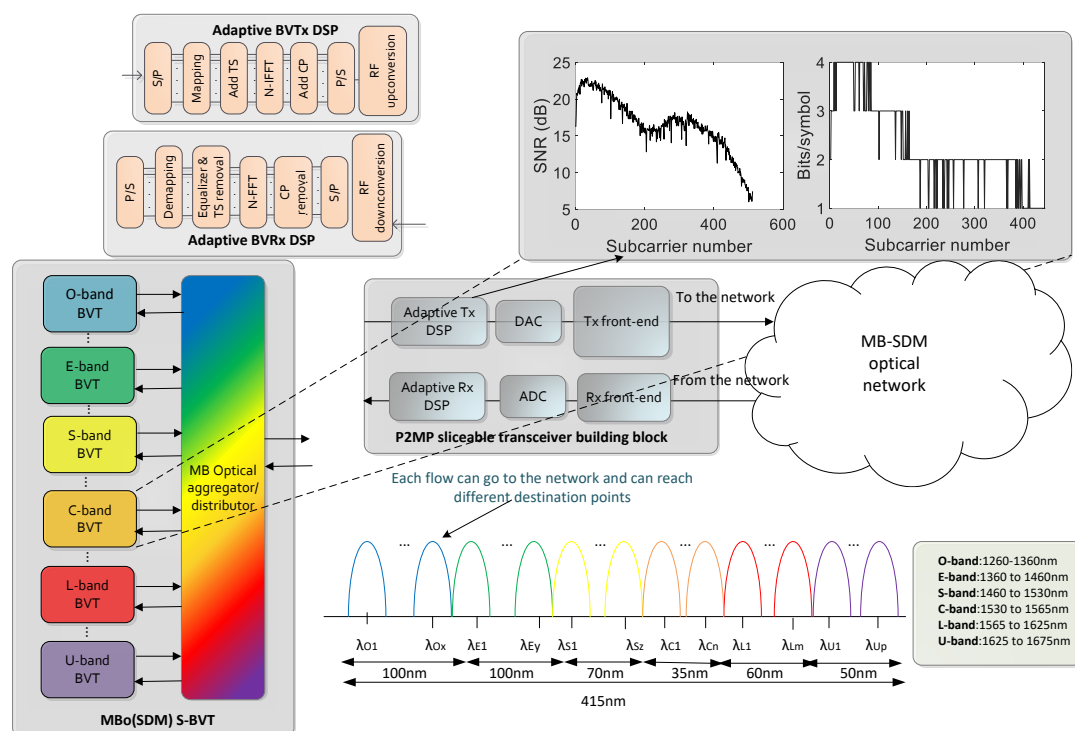 Adaptive BVTx DSP
S/P
Mapping
Add TS
N-IFFT
Add CP
P/S
RF
upconversion
P/S
Demapping
Equalizer &
TS removal
N-FFT
CP
removal
S/P
RF
downconversion
Adaptive BVRx DSP
25
20
15
10
5
SNR (dB)
0
200
400
600
Subcarrier number
4
3
2
1
Bits/symbol
0
100
200
300
400
Subcarrier number
O-band
BVT
E-band
BVT
S-band
BVT
C-band
BVT
L-band
BVT
U-band
BVT
MB Optical
aggregator/
distributor
MBo(SDM) S-BVT
Adaptive Tx
DSP
DAC
Tx front-end
To the network
Adaptive Rx
DSP
ADC
Rx front-end
From the network
P2MP sliceable transceiver building block
MB-SDM
optical
network
Each flow can go to the network and can reach
different destination points
... ... ... ... ... ...
λO1 λOx λE1 λEy λS1 λSz λC1 λCn λL1 λLm λU1 λUp
100nm 100nm 70nm 35nm 60nm 50nm
415nm
O-band:1260-1360nm
E-band:1360 to 1460nm
S-band:1460 to 1530nm
C-band:1530 to 1565nm
L-band:1565 to 1625nm
U-band:1625 to 1675nm